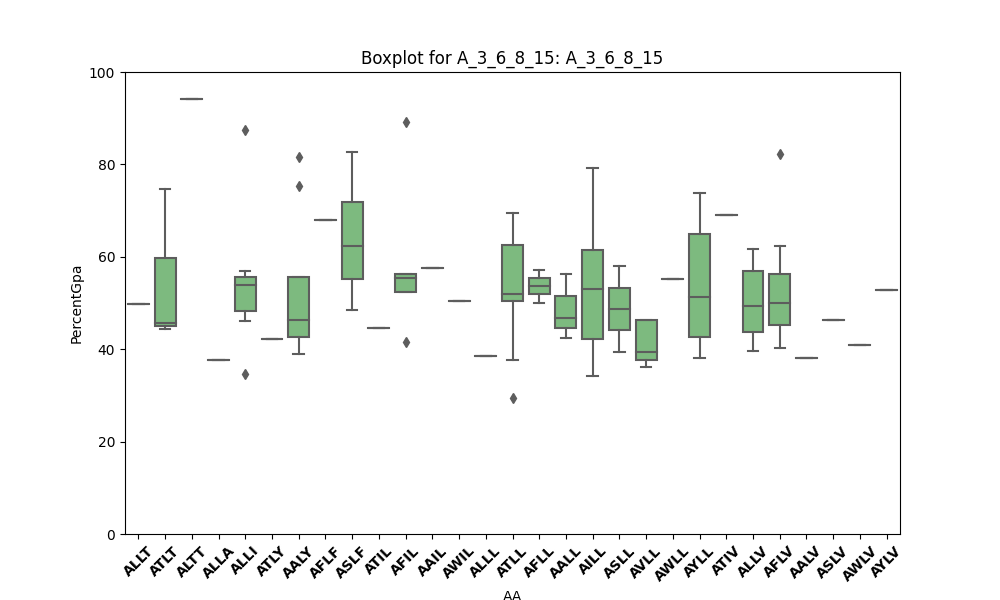 Boxplot for A_3_6_8_15: A_3_6_8_15
100
80
60
40
20
0
PercentGpa
ALLT ATLT ALTT ALLA ALLI ATLY AALY AFLF ASLF ATIL AFIL AAIL AWIL ALLL ATLL AFLL AALL AILL ASLL AVLL AWLL AYLL ATIV ALLV AFLV AALV ASLV AWLV AYLV
AA